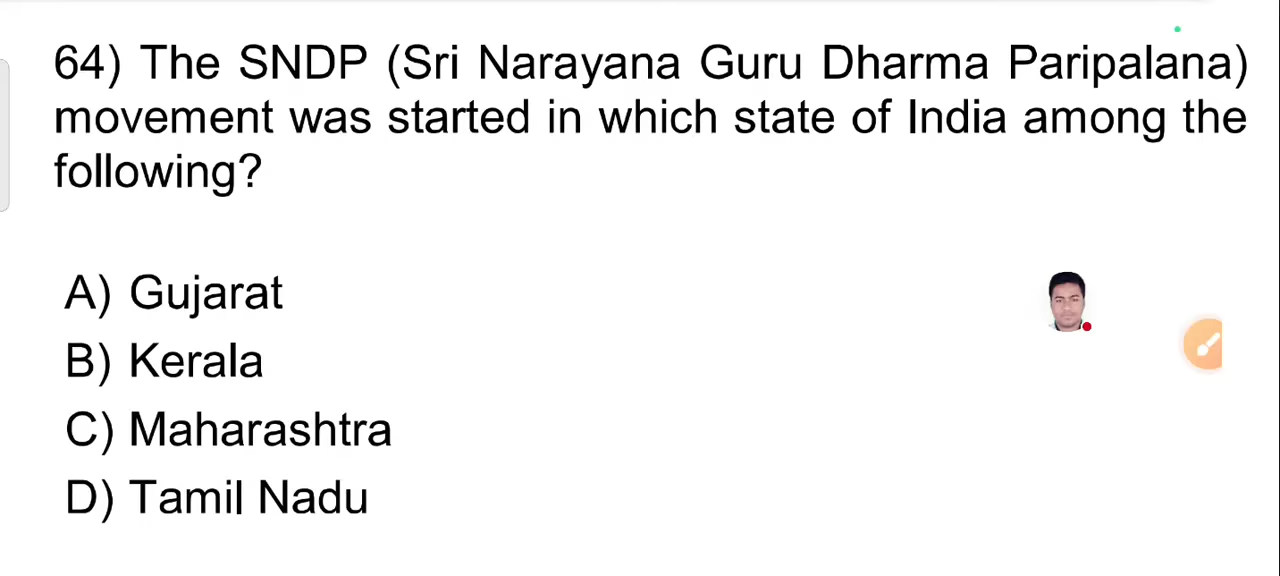 64) The SNDP (Sri Narayana Guru Dharma Paripalana)
movement was started in which state of India among the
following?
A) Gujarat
B) Kerala
C) Maharashtra
D) Tamil Nadu